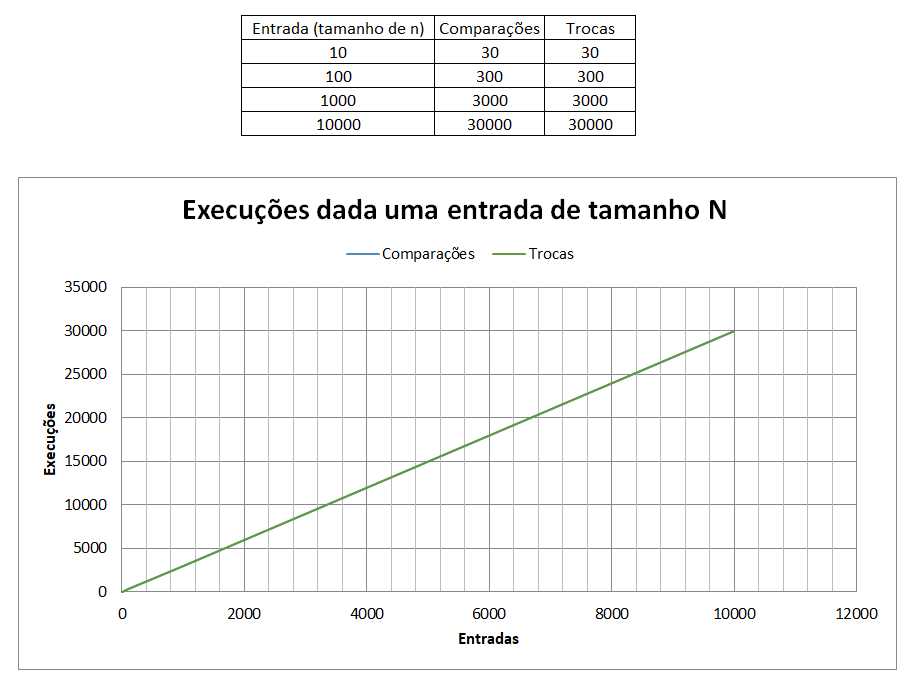 Entrada (tamanho de n) Comparações Trocas
10 30 30
100 300 300
1000 3000 3000
10000 30000 30000
Execuções dada uma entrada de tamanho N
Comparações Trocas
35000
30000
25000
20000
15000
10000
5000
0
Execuções
0 2000 4000 6000 8000 10000 12000
Entradas